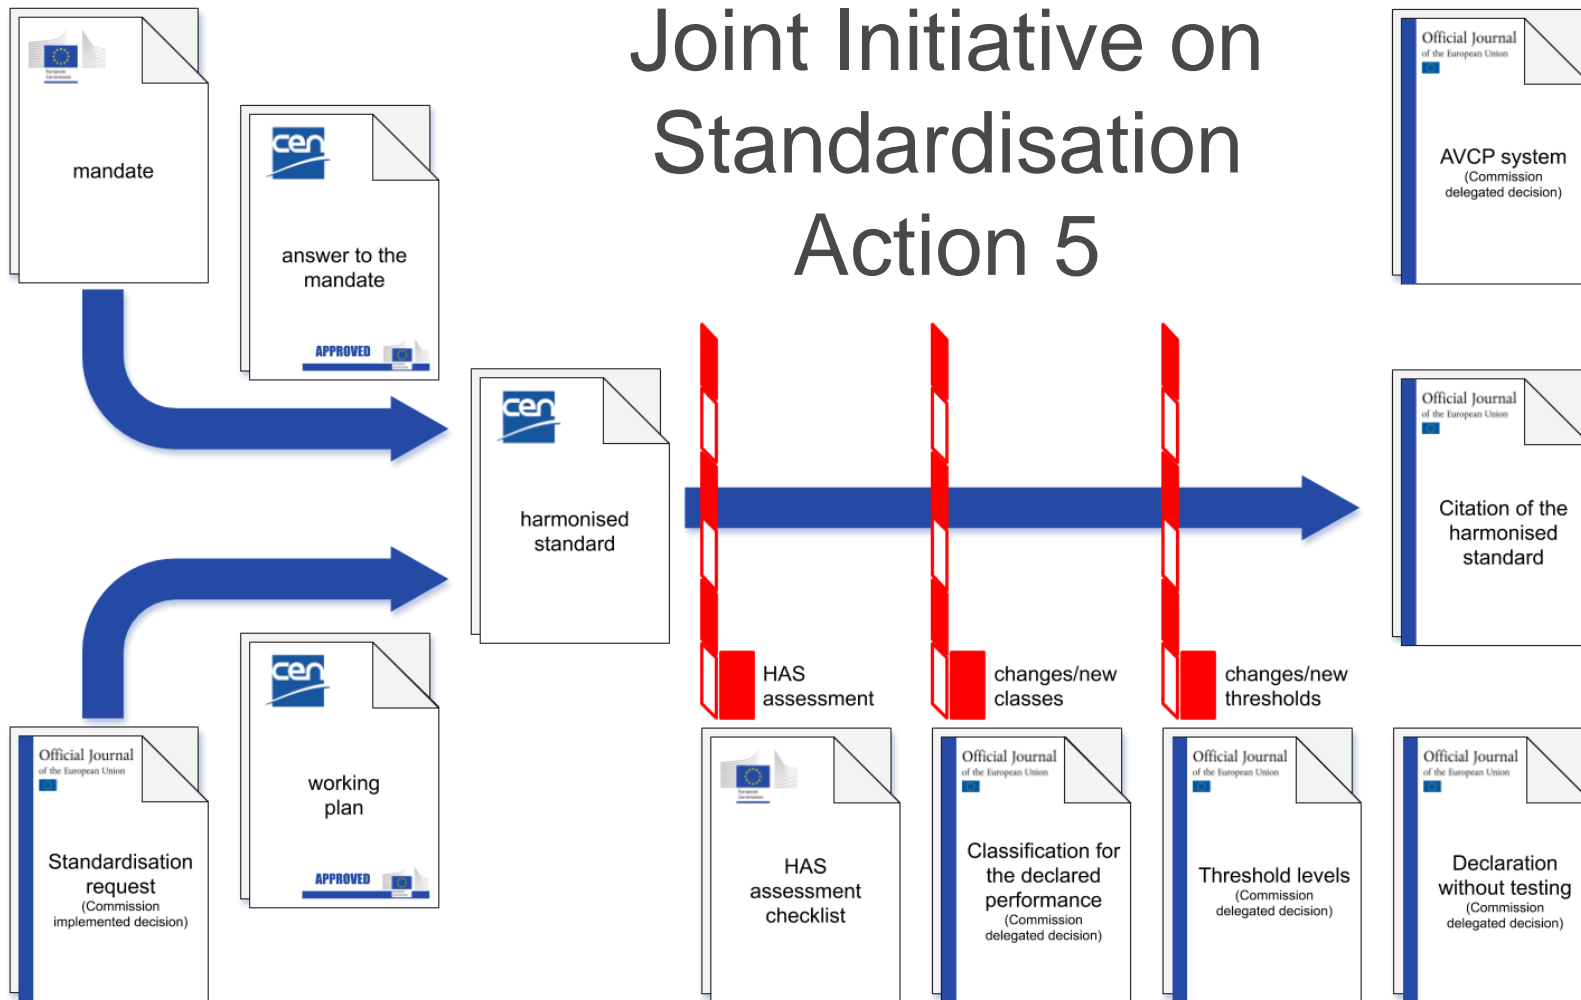 Joint Initiative on
Standardisation
Action 5
European
Commission
mandate
cen
answer to the
mandate
APPROVED
Official Journal
of the European Union
AVCP system
(Commission
delegated decision)
cen
harmonised
standard
Official Journal
of the European Union
Citation of the
harmonised
standard
HAS
assessment
changes/new
classes
changes/new
thresholds
Official Journal
of the European Union
Standardisation
request
(Commission
implemented decision)
cen
working
plan
APPROVED
European
Commission
HAS
assessment
checklist
Official Journal
of the European Union
Classification for
the declared
performance
(Commission
delegated decision)
Official Journal
of the European Union
Threshold levels
(Commission
delegated decision)
Official Journal
of the European Union
Declaration
without testing
(Commission
delegated decision)